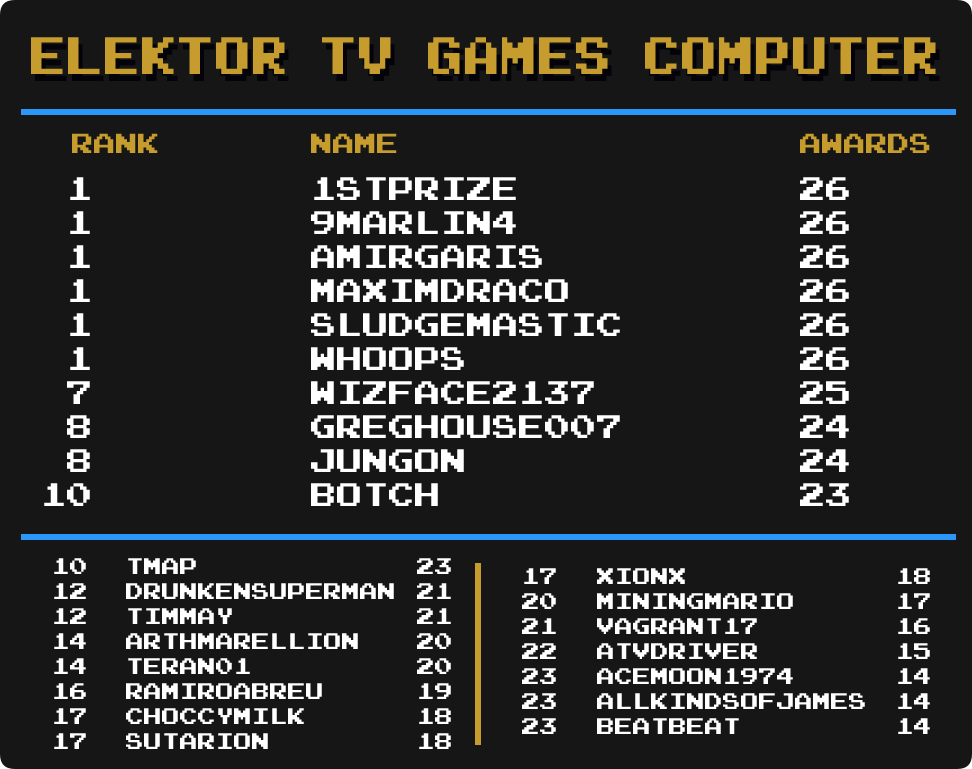 ELEKTOR TV GAMES COMPUTER
RANK NAME AWARDS
1 1STPRIZE 26
1 9MARLIN4 26
1 AMIRGARIS 26
1 MAXIMDRACO 26
1 SLUDGEMASTIC 26
1 WHOOPS 26
7 WIZFACE2137 25
8 GREGHOUSE007 24
8 JUNGON 24
10 BOTCH 23
10 TMAP 23
12 DRUNKENSUPERMAN 21
12 TIMMAY 21
14 ARTHMARELLION 20
14 TERAN01 20
16 RAMIROABREU 19
17 CHOCCYMILK 18
17 SUTARION 18
17 XIONX 18
20 MININGMARIO 17
21 VAGRANT17 16
22 ATVDRIVER 15
23 ACEMOON1974 14
23 ALLKINDSOFJAMES 14
23 BEATBEAT 14